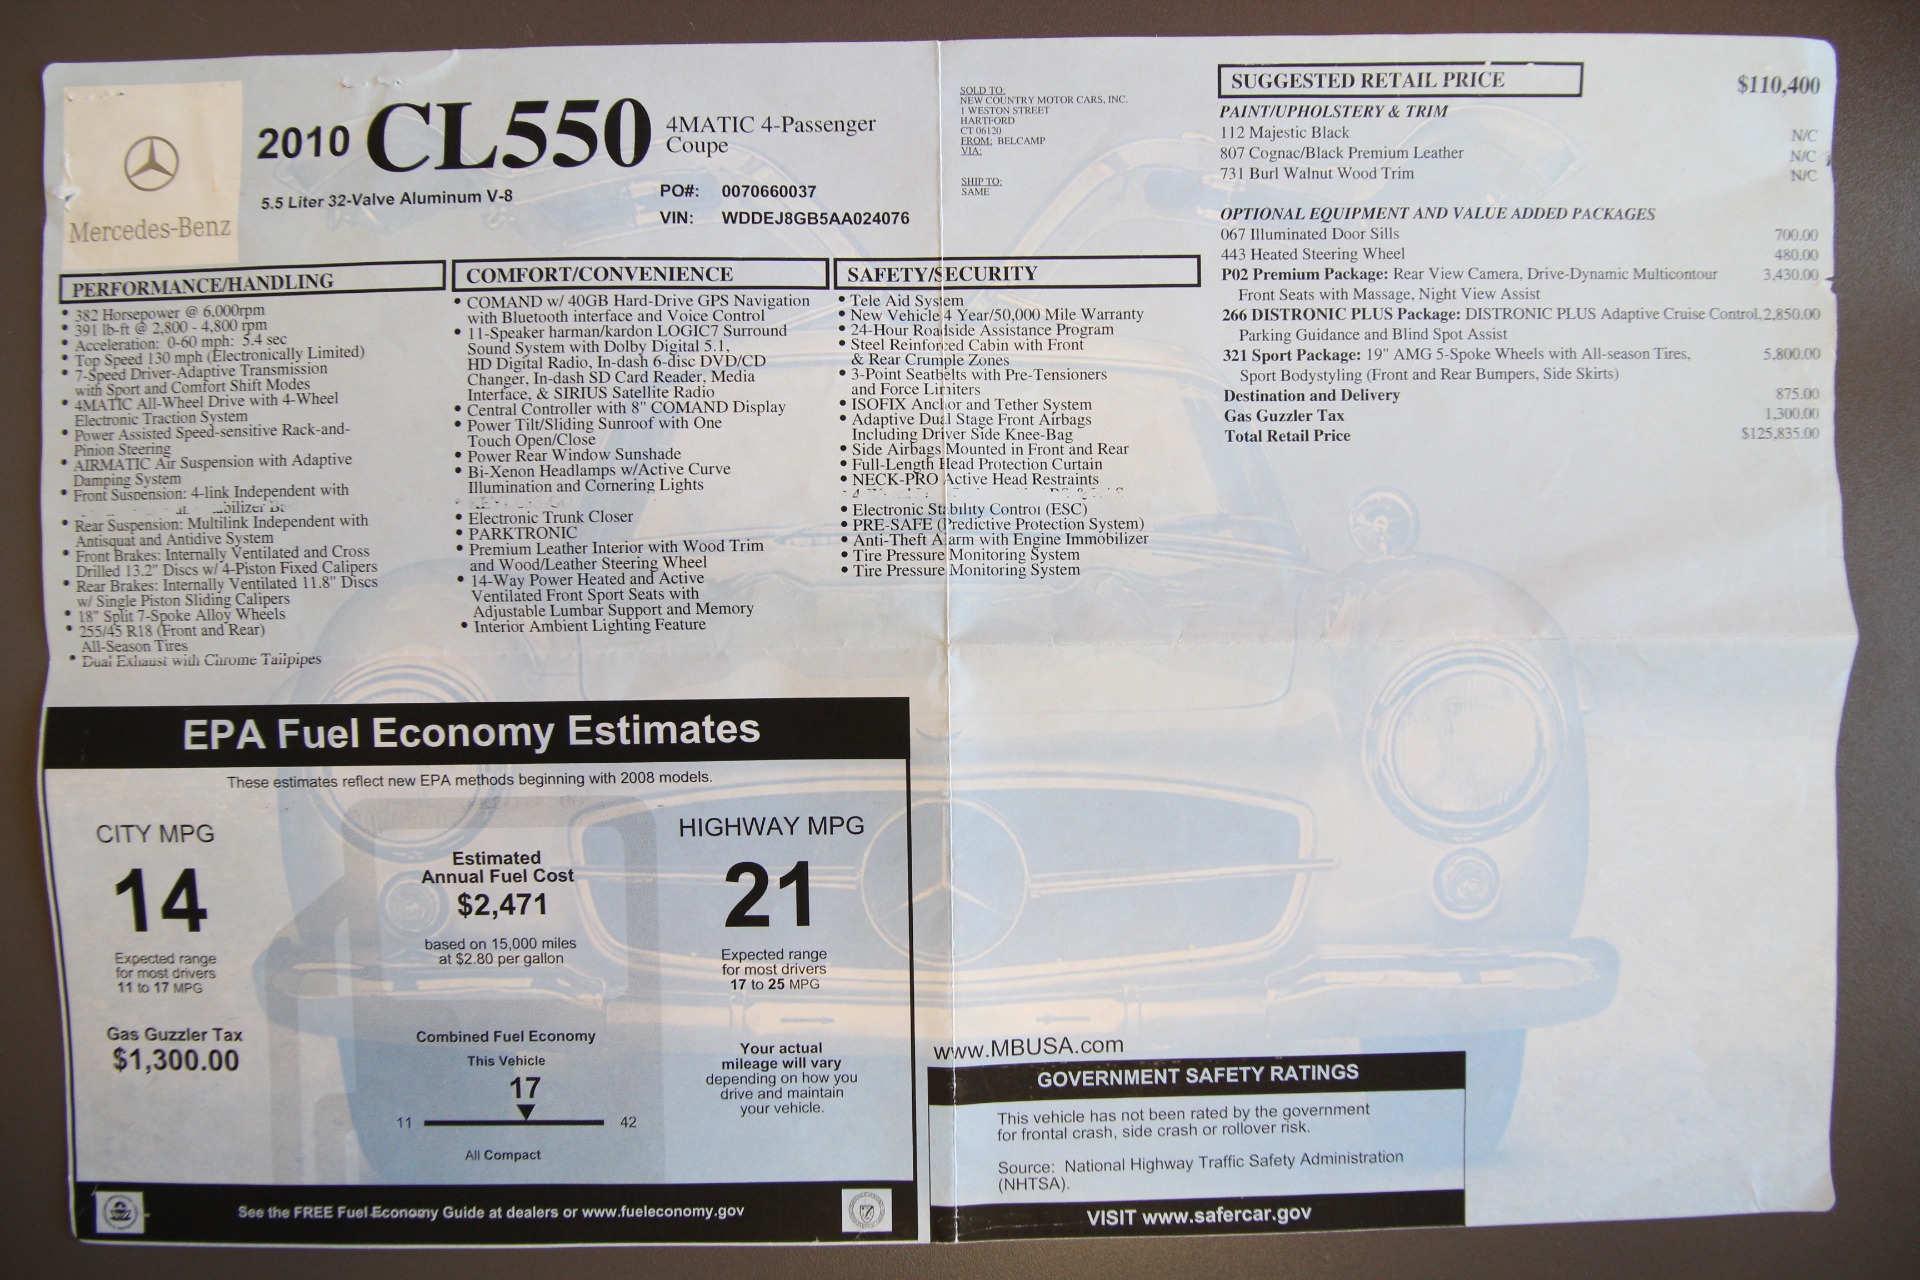 Mercedes-Benz
2010 CL550 4MATIC 4-Passenger
Coupe
5.5 Liter 32-Valve Aluminum V-8
PO#: 0070660037
VIN: WDDEJ8GB5AA024076
SOLD TO:
NEW COUNTRY MOTOR CARS, INC.
1 WESTON STREET
HARTFORD
CT 06120
FROM: BELCAMP
VIA:
SHIP TO:
SAME
PERFORMANCE/HANDLING
• 382 Horsepower @ 6,000rpm
• 391 lb-ft @ 2,800 - 4,800 rpm
• Acceleration: 0-60 mph: 5.4 sec
• Top Speed 130 mph (Electronically Limited)
• 7-Speed Driver-Adaptive Transmission
with Sport and Comfort Shift Modes
• 4MATIC All-Wheel Drive with 4-Wheel
Electronic Traction System
• Power Assisted Speed-sensitive Rack-and-
Pinion Steering
• AIRMATIC Air Suspension with Adaptive
Damping System
• Front Suspension: 4-link Independent with
• Rear Suspension: Multilink Independent with
Antisquat and Antidive System
• Front Brakes: Internally Ventilated and Cross
Drilled 13.2" Discs w/ 4-Piston Fixed Calipers
• Rear Brakes: Internally Ventilated 11.8" Discs
w/ Single Piston Sliding Calipers
• 18" Split 7-Spoke Alloy Wheels
• 255/45 R18 (Front and Rear)
All-Season Tires
• Dual Exhaust with Chrome Tailpipes
COMFORT/CONVENIENCE
• COMAND w/ 40GB Hard-Drive GPS Navigation
with Bluetooth interface and Voice Control
• 11-Speaker harman/kardon LOGIC7 Surround
Sound System with Dolby Digital 5.1,
HD Digital Radio, In-dash 6-disc DVD/CD
Changer, In-dash SD Card Reader, Media
Interface, & SIRIUS Satellite Radio
• Central Controller with 8" COMAND Display
• Power Tilt/Sliding Sunroof with One
Touch Open/Close
• Power Rear Window Sunshade
• Bi-Xenon Headlamps w/Active Curve
Illumination and Cornering Lights
• Electronic Trunk Closer
• PARKTRONIC
• Premium Leather Interior with Wood Trim
and Wood/Leather Steering Wheel
• 14-Way Power Heated and Active
Ventilated Front Sport Seats with
Adjustable Lumbar Support and Memory
• Interior Ambient Lighting Feature
SAFETY/SECURITY
• Tele Aid System
• New Vehicle 4 Year/50,000 Mile Warranty
• 24-Hour Roadside Assistance Program
• Steel Reinforced Cabin with Front
& Rear Crumple Zones
• 3-Point Seatbelts with Pre-Tensioners
and Force Limiters
• ISOFIX Anchor and Tether System
• Adaptive Dual Stage Front Airbags
Including Driver Side Knee-Bag
• Side Airbags Mounted in Front and Rear
• Full-Length Head Protection Curtain
• NECK-PRO Active Head Restraints
• Electronic Stability Control (ESC)
• PRE-SAFE (Predictive Protection System)
• Anti-Theft Alarm with Engine Immobilizer
• Tire Pressure Monitoring System
• Tire Pressure Monitoring System
SUGGESTED RETAIL PRICE $110,400
PAINT/UPHOLSTERY & TRIM
112 Majestic Black N/C
807 Cognac/Black Premium Leather N/C
731 Burl Walnut Wood Trim N/C
OPTIONAL EQUIPMENT AND VALUE ADDED PACKAGES
067 Illuminated Door Sills 700.00
443 Heated Steering Wheel 480.00
P02 Premium Package: Rear View Camera, Drive-Dynamic Multicontour 3,430.00
Front Seats with Massage, Night View Assist
266 DISTRONIC PLUS Package: DISTRONIC PLUS Adaptive Cruise Control, 2,850.00
Parking Guidance and Blind Spot Assist
321 Sport Package: 19" AMG 5-Spoke Wheels with All-season Tires, 5,800.00
Sport Bodystyling (Front and Rear Bumpers, Side Skirts)
Destination and Delivery 875.00
Gas Guzzler Tax 1,300.00
Total Retail Price $125,835.00
EPA Fuel Economy Estimates
These estimates reflect new EPA methods beginning with 2008 models.
CITY MPG
14
Expected range
for most drivers
11 to 17 MPG
Gas Guzzler Tax
$1,300.00
Estimated
Annual Fuel Cost
$2,471
based on 15,000 miles
at $2.80 per gallon
Combined Fuel Economy
This Vehicle
17
11 42
All Compact
HIGHWAY MPG
21
Expected range
for most drivers
17 to 25 MPG
Your actual
mileage will vary
depending on how you
drive and maintain
your vehicle.
See the FREE Fuel Economy Guide at dealers or www.fueleconomy.gov
www.MBUSA.com
GOVERNMENT SAFETY RATINGS
This vehicle has not been rated by the government
for frontal crash, side crash or rollover risk.
Source: National Highway Traffic Safety Administration
(NHTSA).
VISIT www.safercar.gov